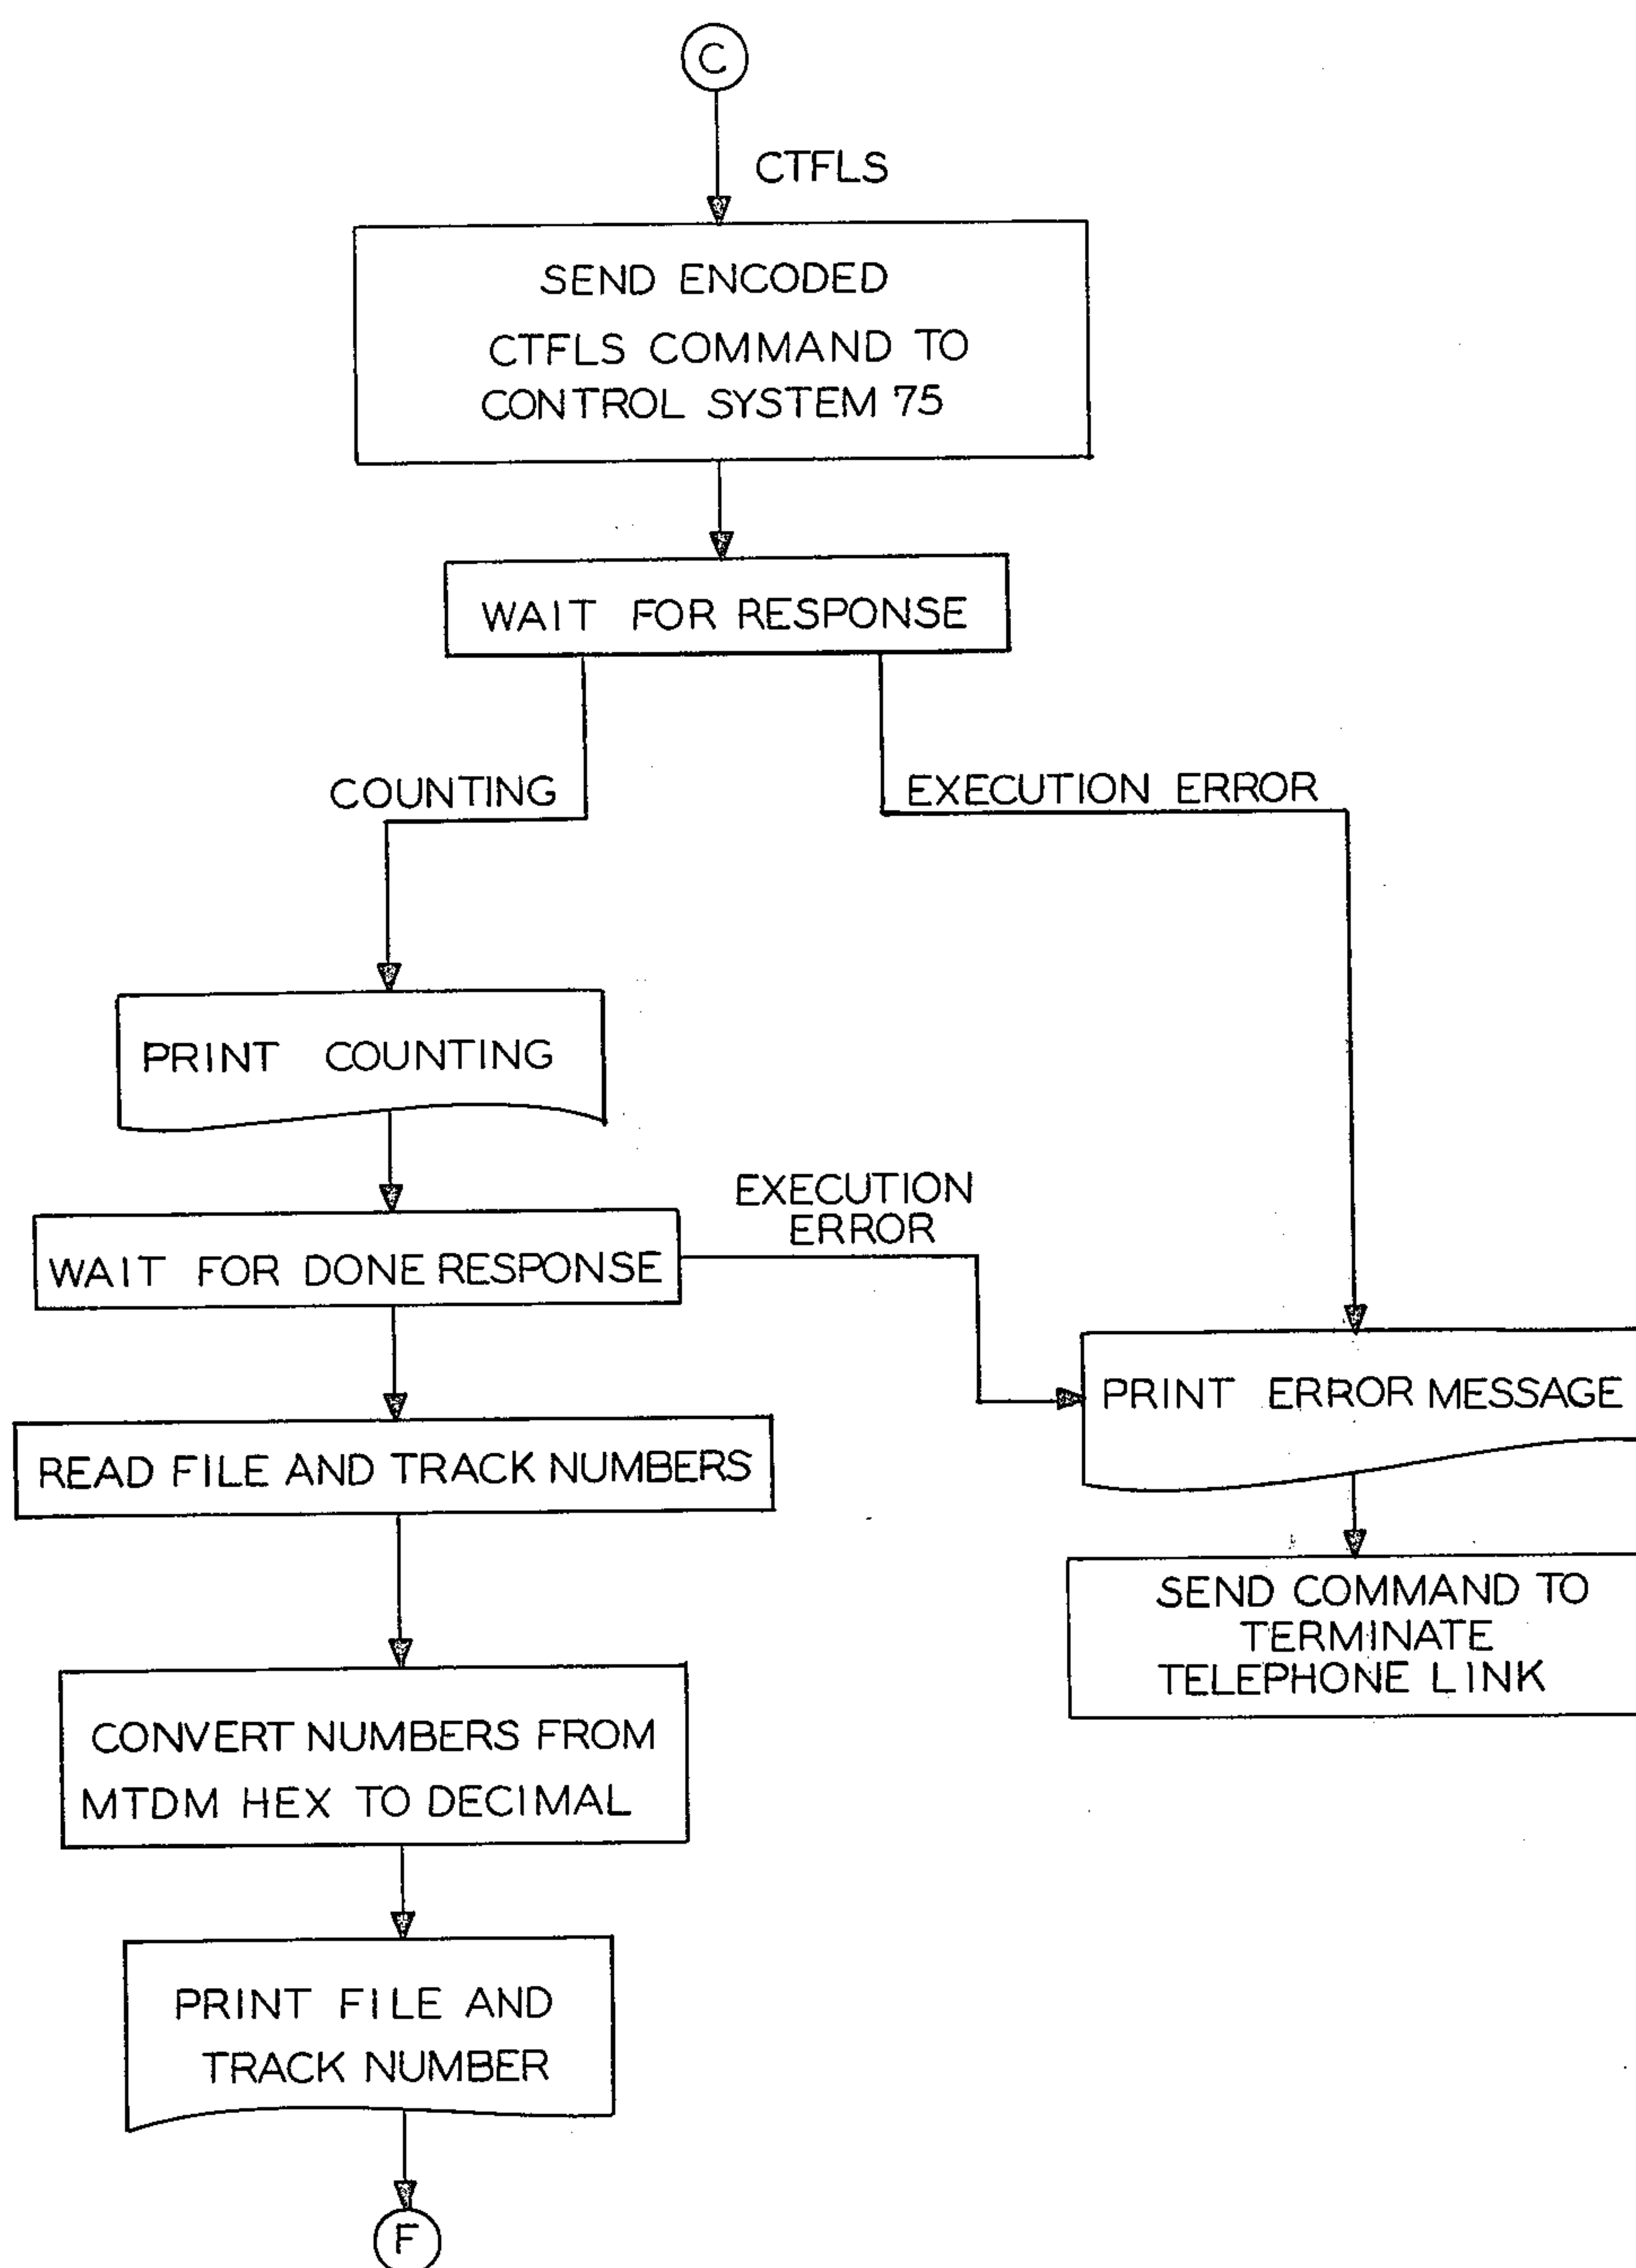 C
CTFLS
SEND ENCODED
CTFLS COMMAND TO
CONTROL SYSTEM 75
WAIT FOR RESPONSE
COUNTING
EXECUTION ERROR
PRINT COUNTING
EXECUTION
ERROR
WAIT FOR DONE RESPONSE
PRINT ERROR MESSAGE
READ FILE AND TRACK NUMBERS
SEND COMMAND TO
TERMINATE
TELEPHONE LINK
CONVERT NUMBERS FROM
MTDM HEX TO DECIMAL
PRINT FILE AND
TRACK NUMBER
F